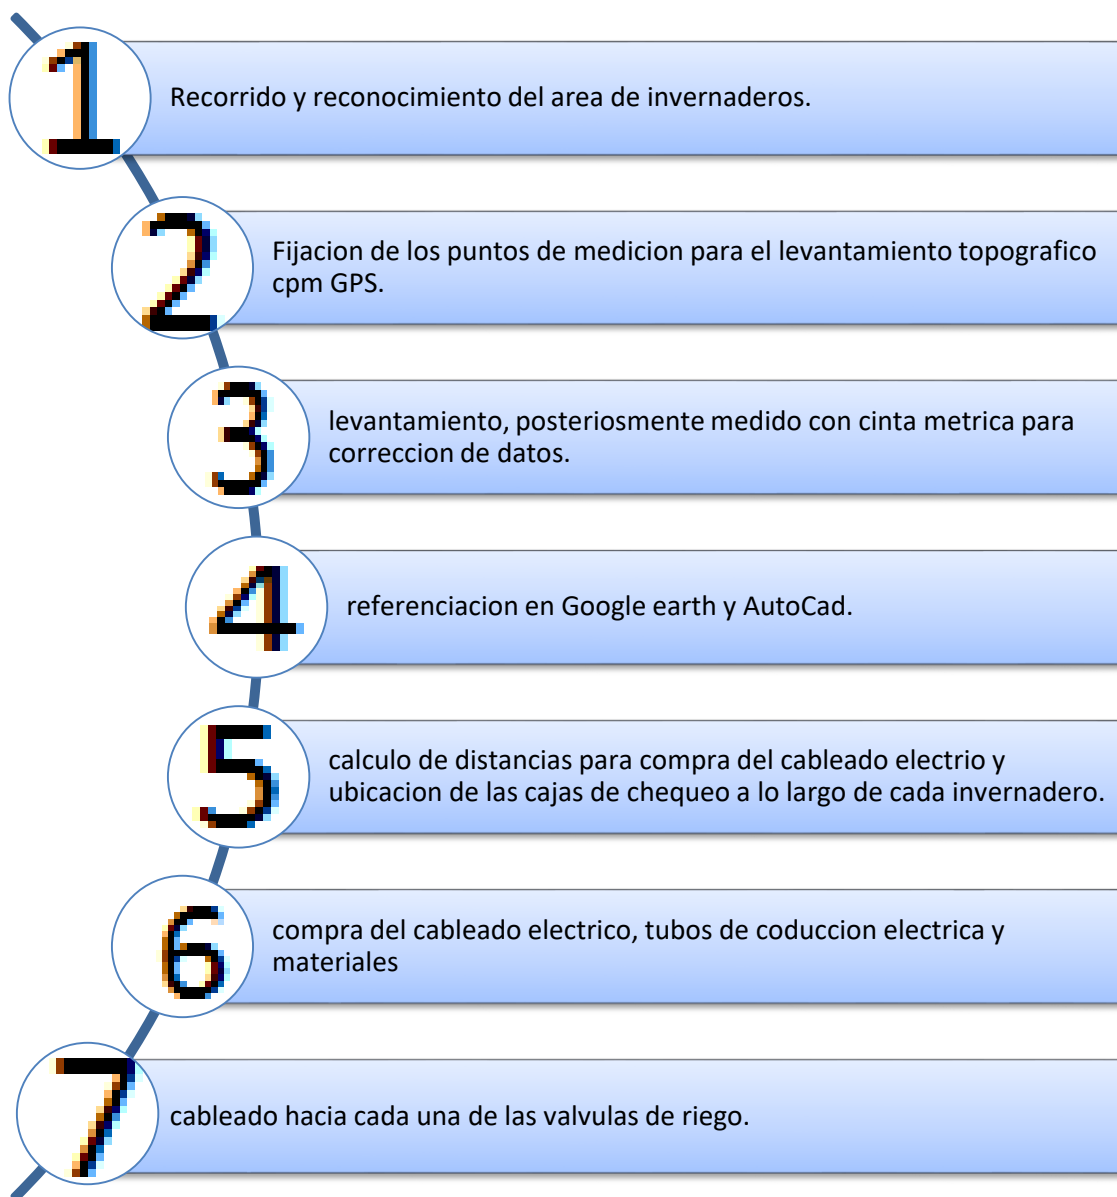 1
Recorrido y reconocimiento del area de invernaderos.
2
Fijacion de los puntos de medicion para el levantamiento topografico
cpm GPS.
3
levantamiento, posteriosmente medido con cinta metrica para
correccion de datos.
4
referenciacion en Google earth y AutoCad.
5
calculo de distancias para compra del cableado electrio y
ubicacion de las cajas de chequeo a lo largo de cada invernadero.
6
compra del cableado electrico, tubos de coduccion electrica y
materiales
7
cableado hacia cada una de las valvulas de riego.